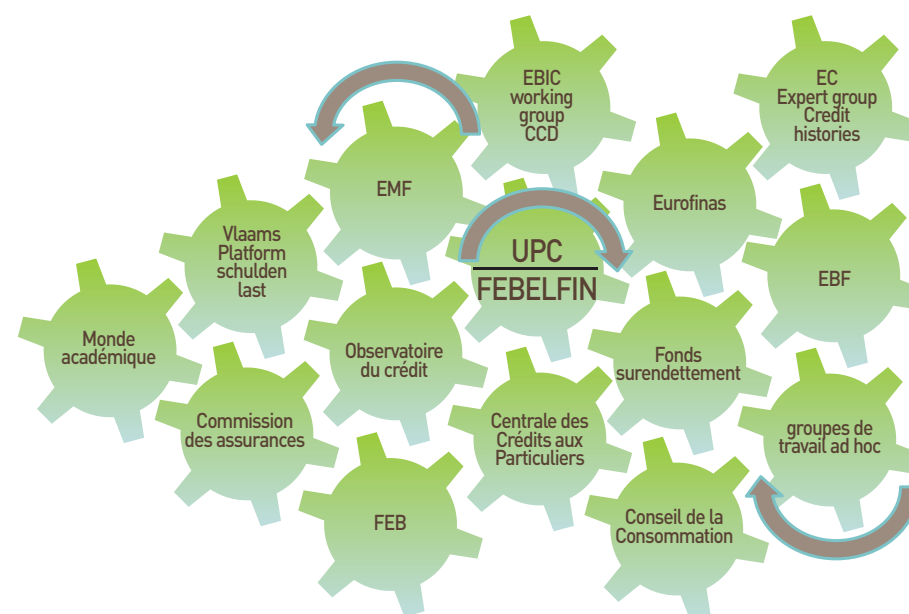 EBIC
working
group
CCD
EC
Expert group
Credit
histories
EMF
Eurofinas
Vlaams
Platform
schulden
last
UPC
FEBELFIN
EBF
Monde
académique
Observatoire
du crédit
Fonds
surendettement
Commission
des assurances
Centrale des
Crédits aux
Particuliers
groupes de
travail ad hoc
FEB
Conseil de la
Consommation